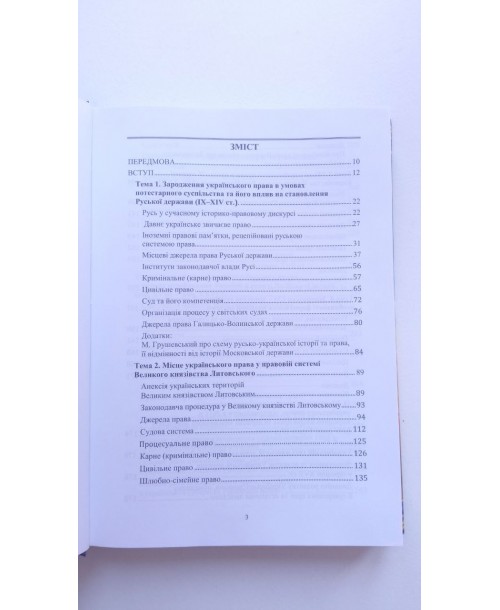 ЗМІСТ
ПЕРЕДМОВА 10
ВСТУП 12
Тема 1. Зародження українського права в умовах
потестарного суспільства та його вплив на становлення
Руської держави (ІХ–ХІV ст.). 22
Русь у сучасному історико-правовому дискурсі 22
Давнє українське звичаєве право 27
Іноземні правові пам'ятки, рецепійовані руською
системою права 31
Місцеві джерела права Руської держави 37
Інститути законодавчої влади Русі 56
Кримінальне (карне) право 57
Цивільне право 65
Суд та його компетенція 72
Організація процесу у світських судах 76
Джерела права Галицько-Волинської держави 80
Додатки:
М. Грушевський про схему русько-української історії та права,
її відмінності від історії Московської держави 84
Тема 2. Місце українського права у правовій системі
Великого князівства Литовського 89
Анексія українських територій
Великим князівством Литовським 89
Законодавча процедура у Великому князівстві Литовському 93
Джерела права 94
Судова система 112
Процесуальне право 125
Карне (кримінальне) право 126
Цивільне право 131
Шлюбно-сімейне право 135
3